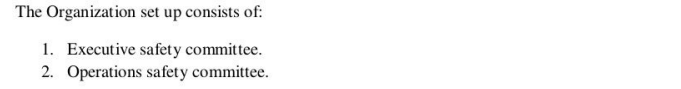 The Organization set up consists of:
1. Executive safety committee.
2. Operations safety committee.